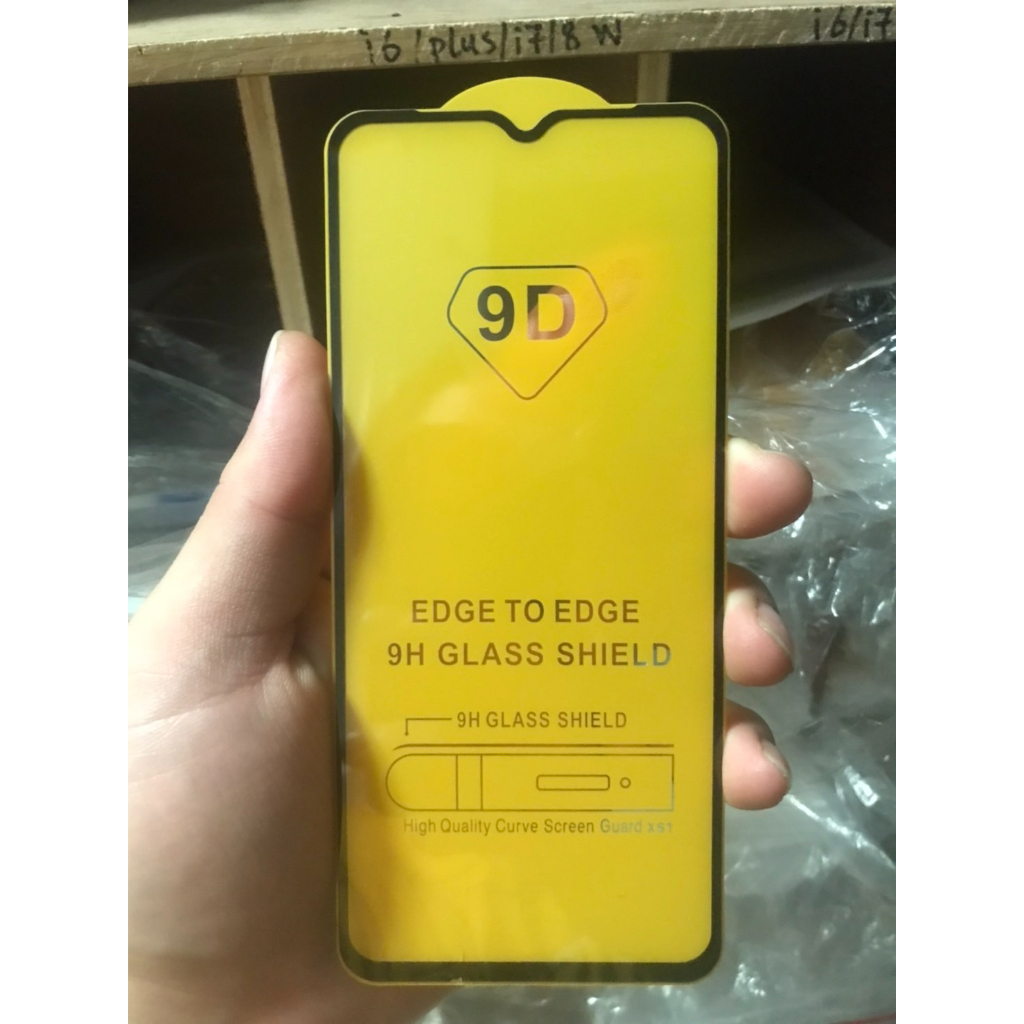 i6/plus/i7/8 W
i6/i7
9D
EDGE TO EDGE
9H GLASS SHIELD
9H GLASS SHIELD
High Quality Curve Screen Guard xs1